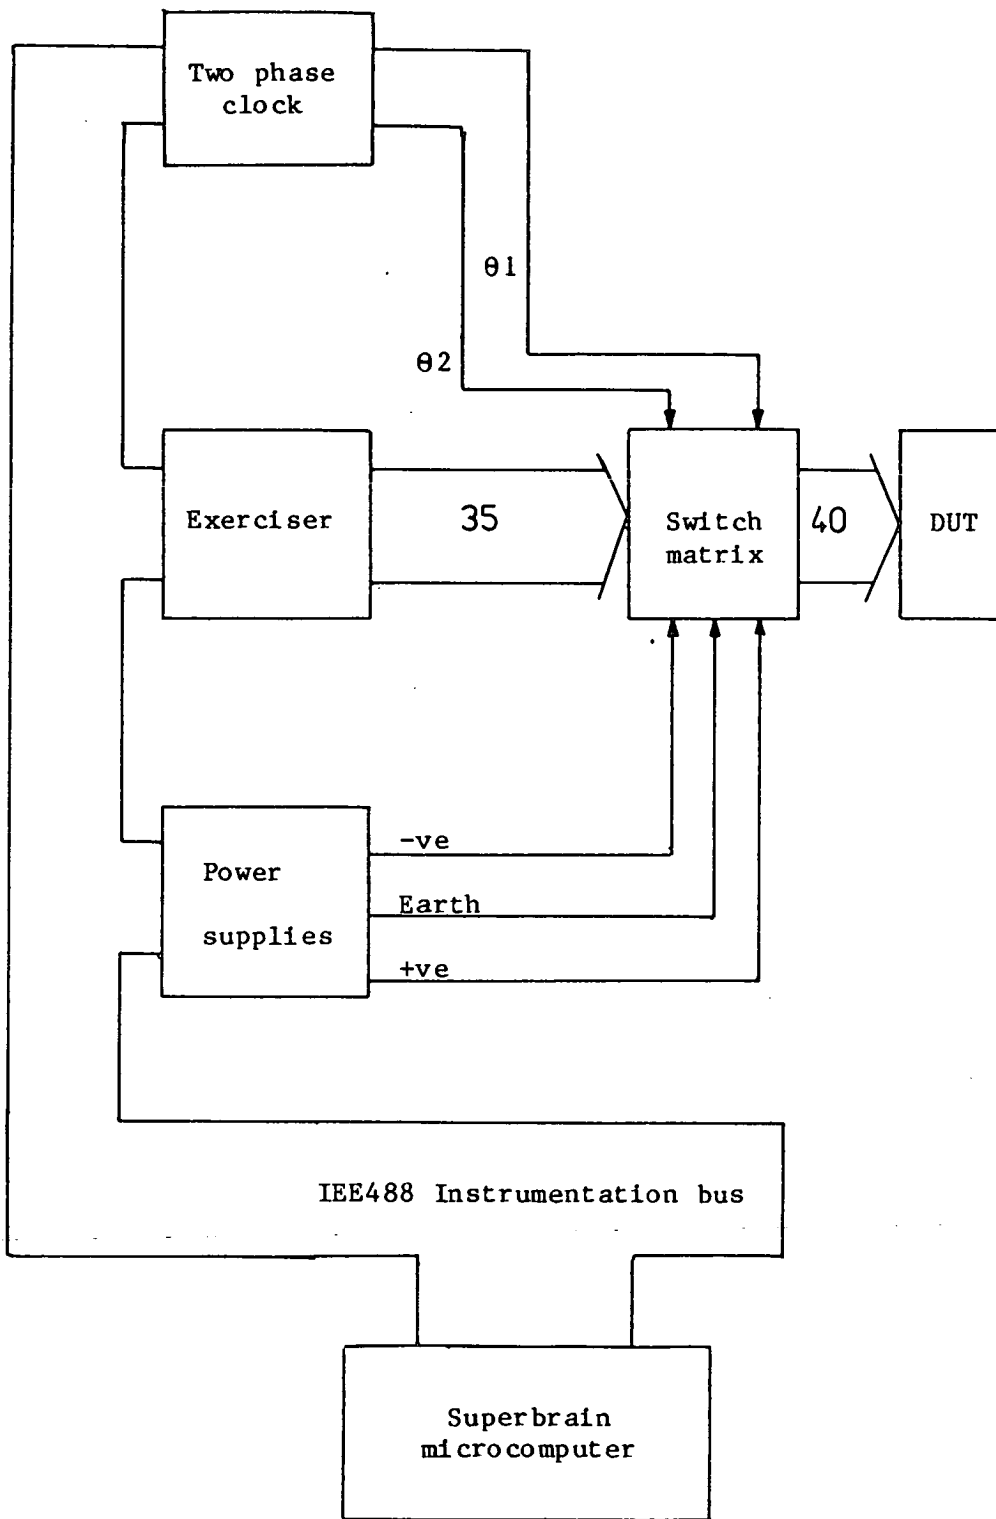 Two phase
clock
θ1
θ2
Exerciser
35
Switch
matrix
40
DUT
Power
supplies
-ve
Earth
+ve
IEE488 Instrumentation bus
Superbrain
microcomputer